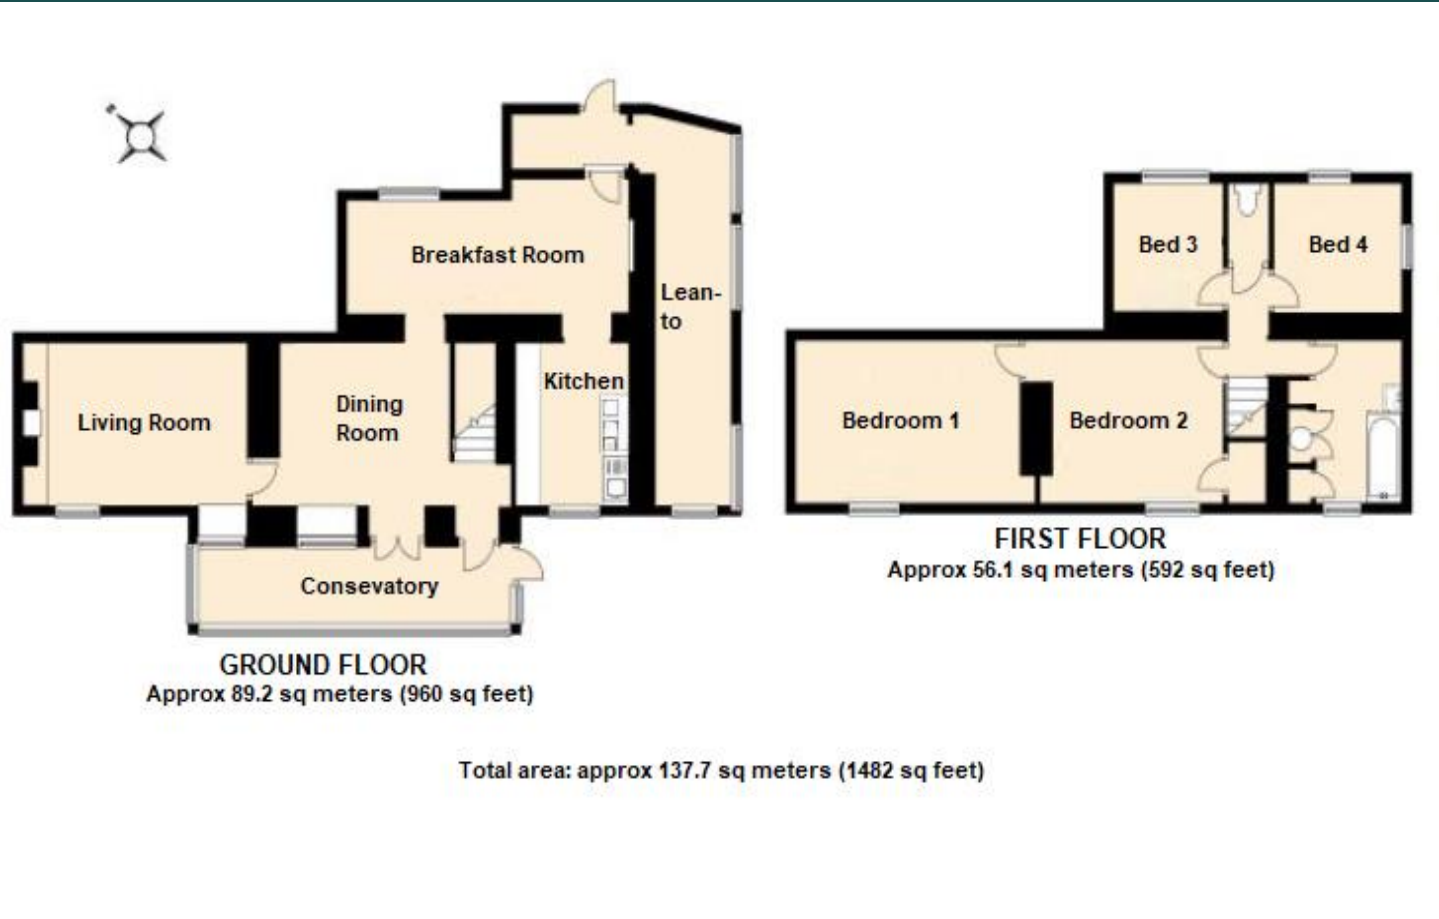 Breakfast Room
Lean-
to
Kitchen
Dining
Room
Living Room
Consevatory
GROUND FLOOR
Approx 89.2 sq meters (960 sq feet)
Bed 3
Bed 4
Bedroom 1
Bedroom 2
FIRST FLOOR
Approx 56.1 sq meters (592 sq feet)
Total area: approx 137.7 sq meters (1482 sq feet)